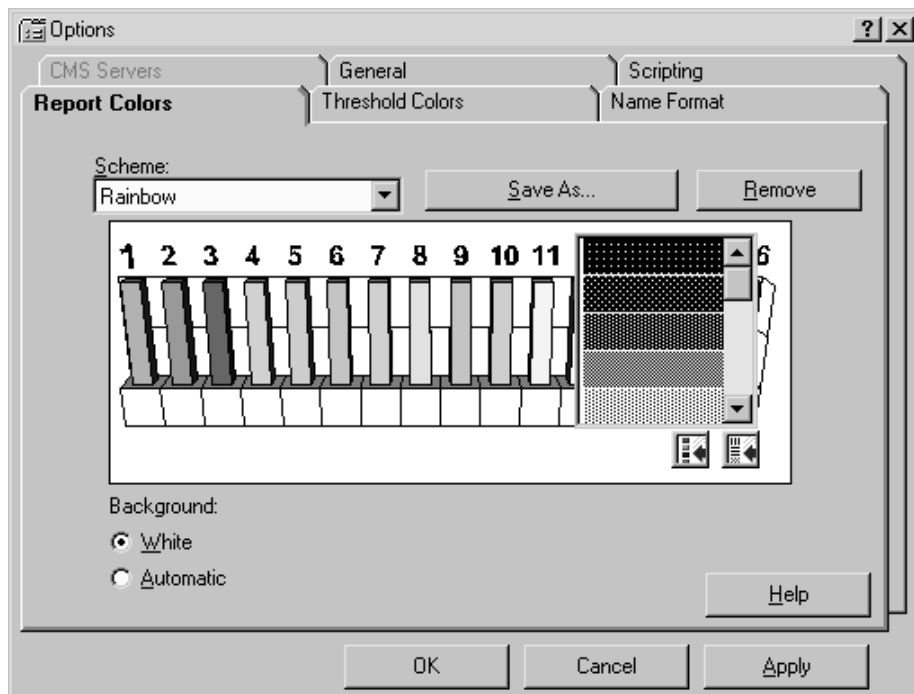 Options
CMS Servers General Scripting
Report Colors Threshold Colors Name Format
Scheme:
Rainbow Save As... Remove
1 2 3 4 5 6 7 8 9 10 11 6
Background:
White
Automatic
Help
OK Cancel Apply